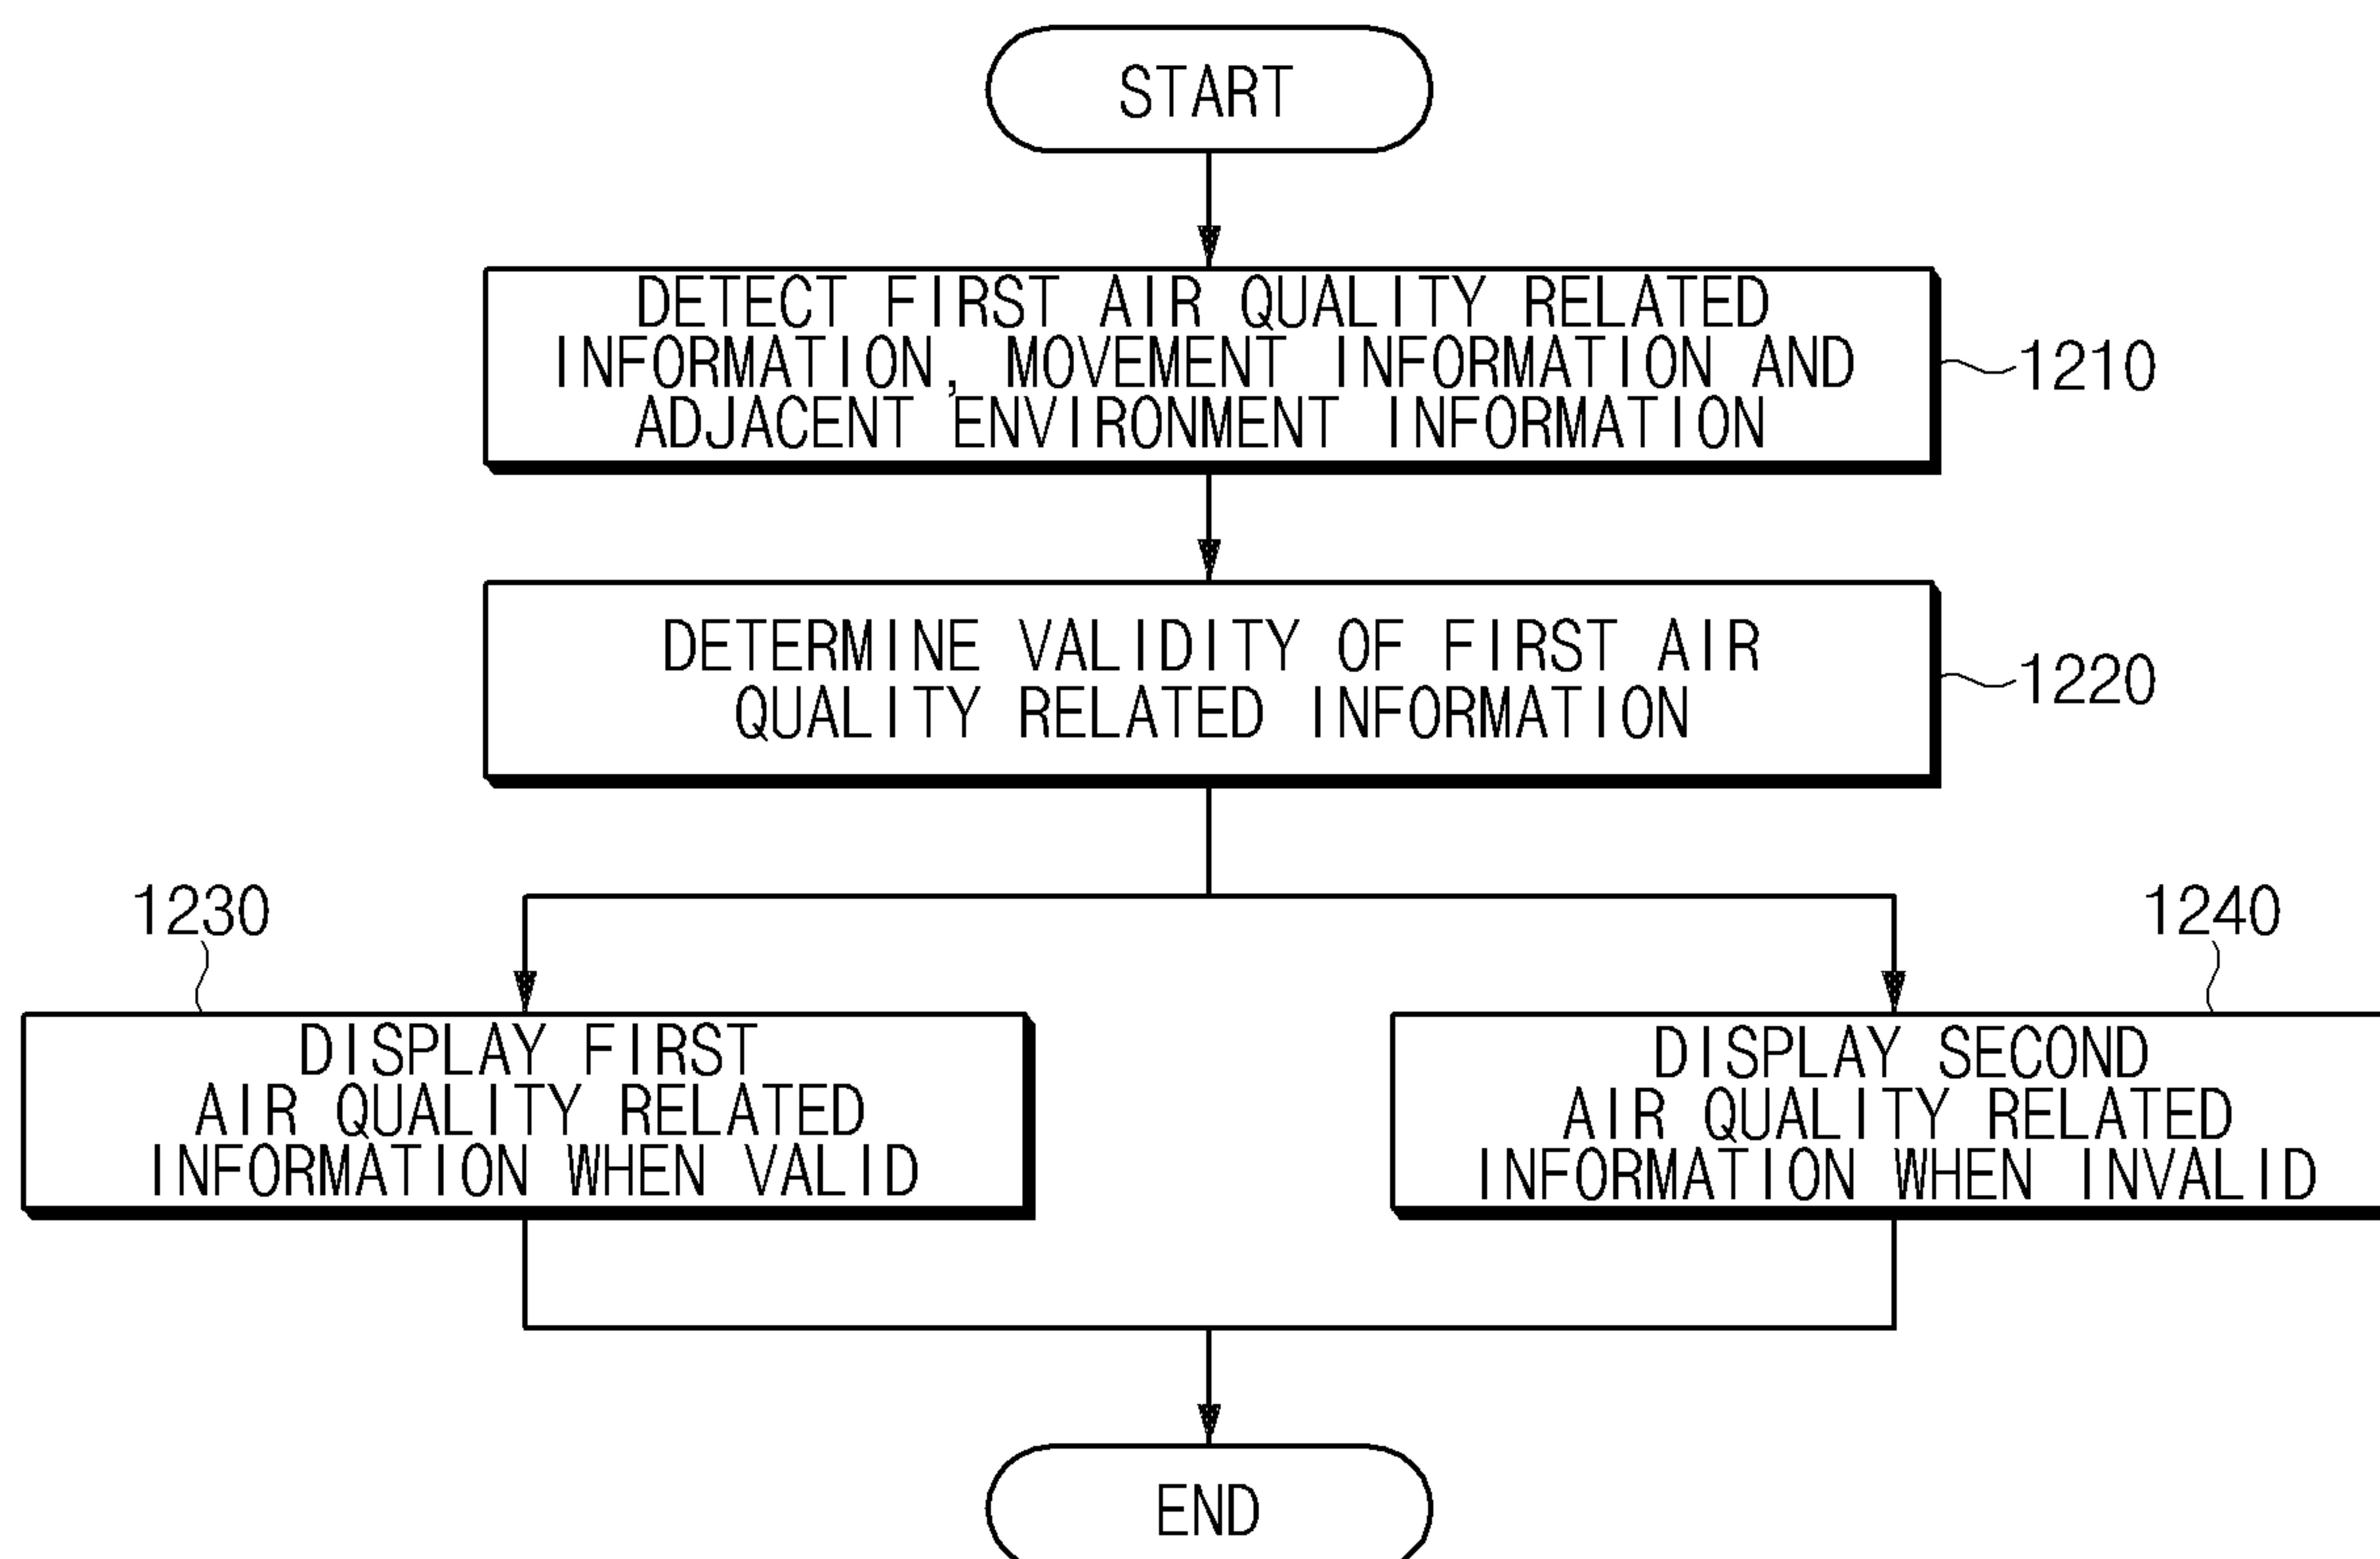 START
DETECT FIRST AIR QUALITY RELATED
INFORMATION, MOVEMENT INFORMATION AND
ADJACENT ENVIRONMENT INFORMATION
1210
DETERMINE VALIDITY OF FIRST AIR
QUALITY RELATED INFORMATION
1220
1230
DISPLAY FIRST
AIR QUALITY RELATED
INFORMATION WHEN VALID
1240
DISPLAY SECOND
AIR QUALITY RELATED
INFORMATION WHEN INVALID
END